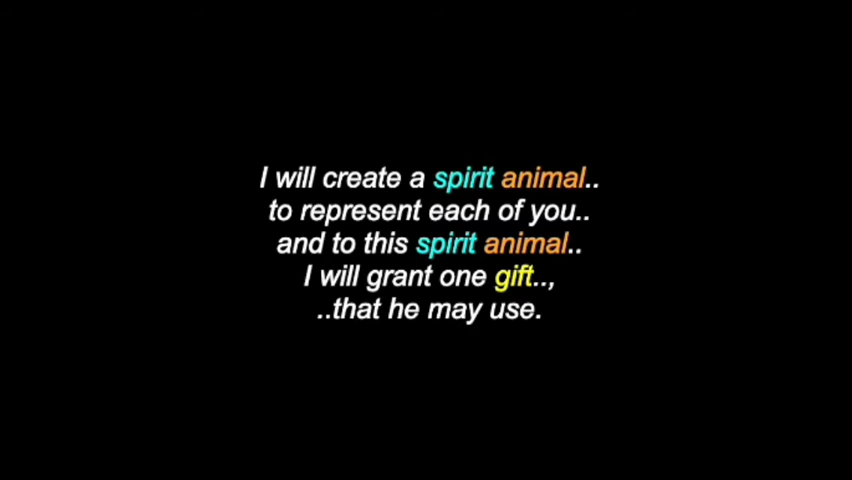 I will create a spirit animal..
to represent each of you..
and to this spirit animal..
I will grant one gift..,
..that he may use.